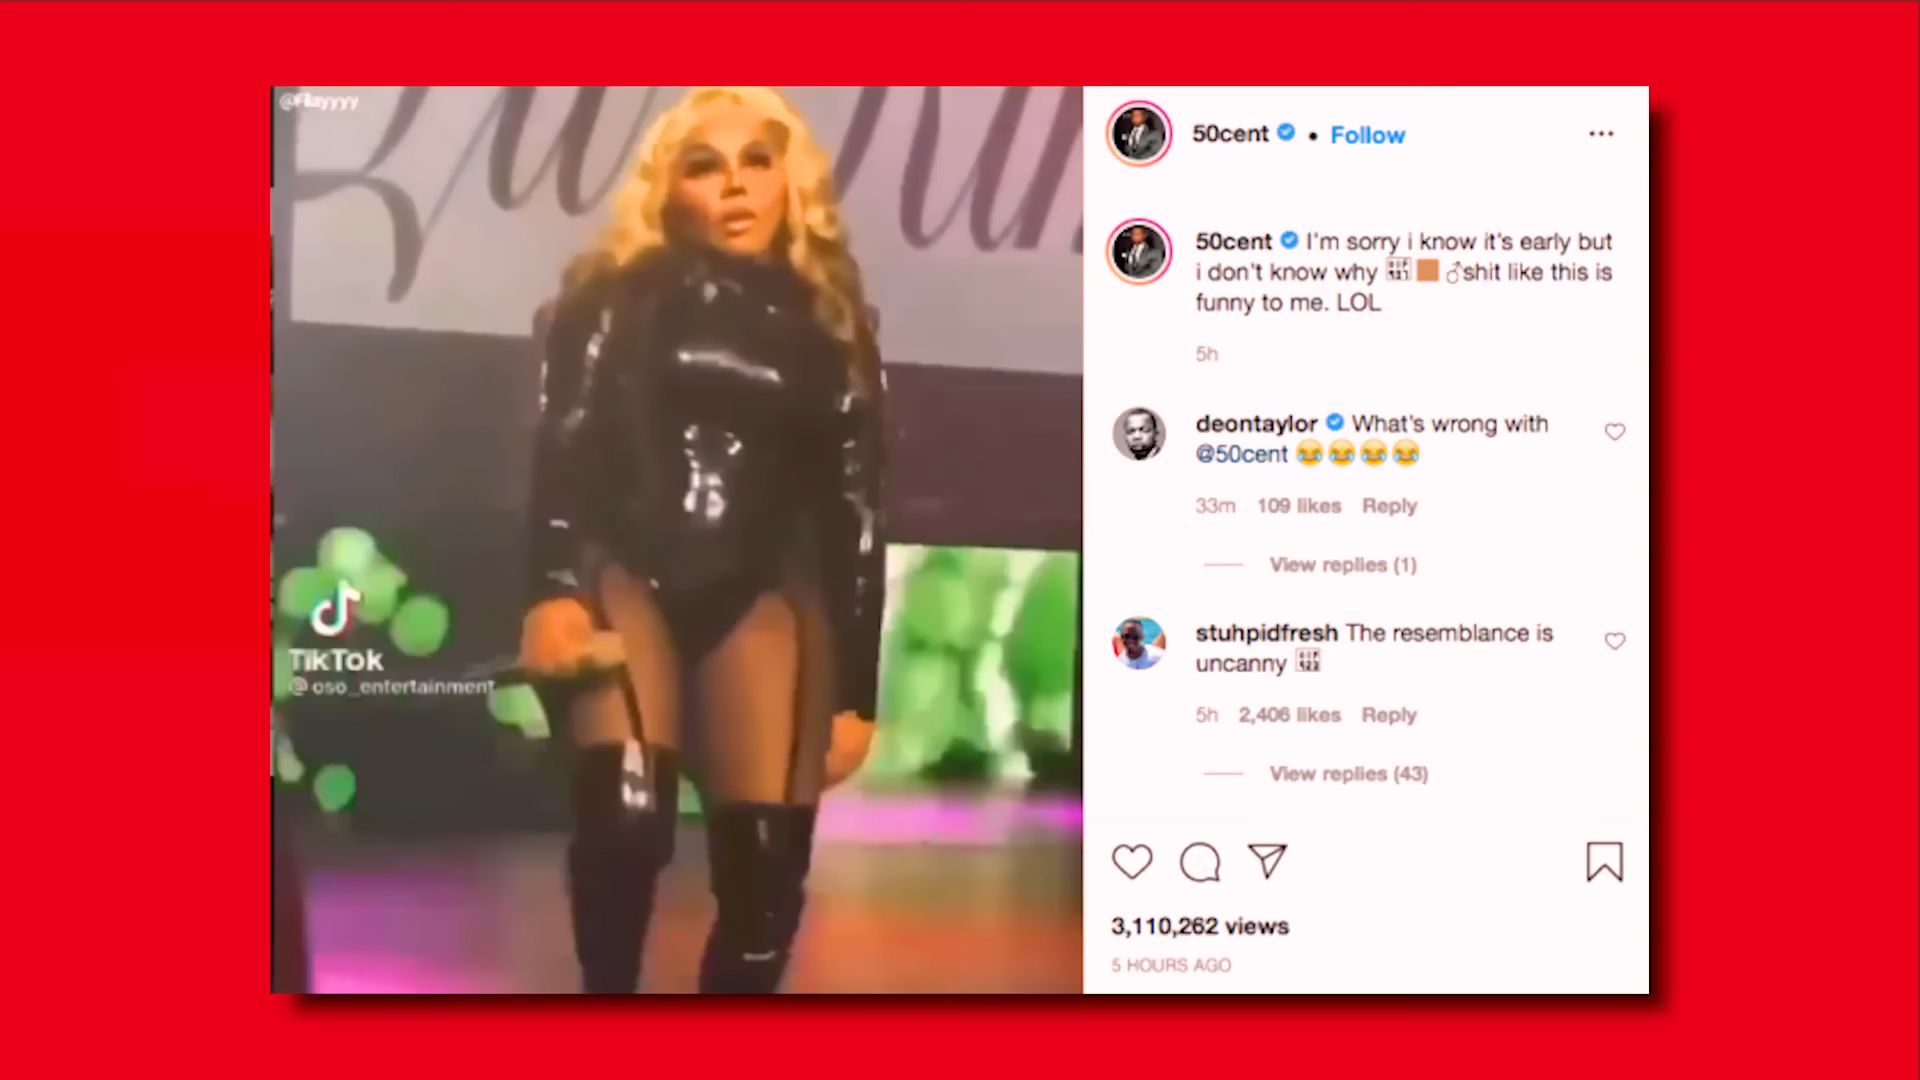 @Fllayyyy
TikTok
@oso_entertainment
50cent • Follow
50cent I'm sorry i know it's early but
i don't know why ♂shit like this is
funny to me. LOL
5h
deontaylor What's wrong with
@50cent 😂😂😂😂
33m 109 likes Reply
View replies (1)
stuhpidfresh The resemblance is
uncanny
5h 2,406 likes Reply
View replies (43)
3,110,262 views
5 HOURS AGO